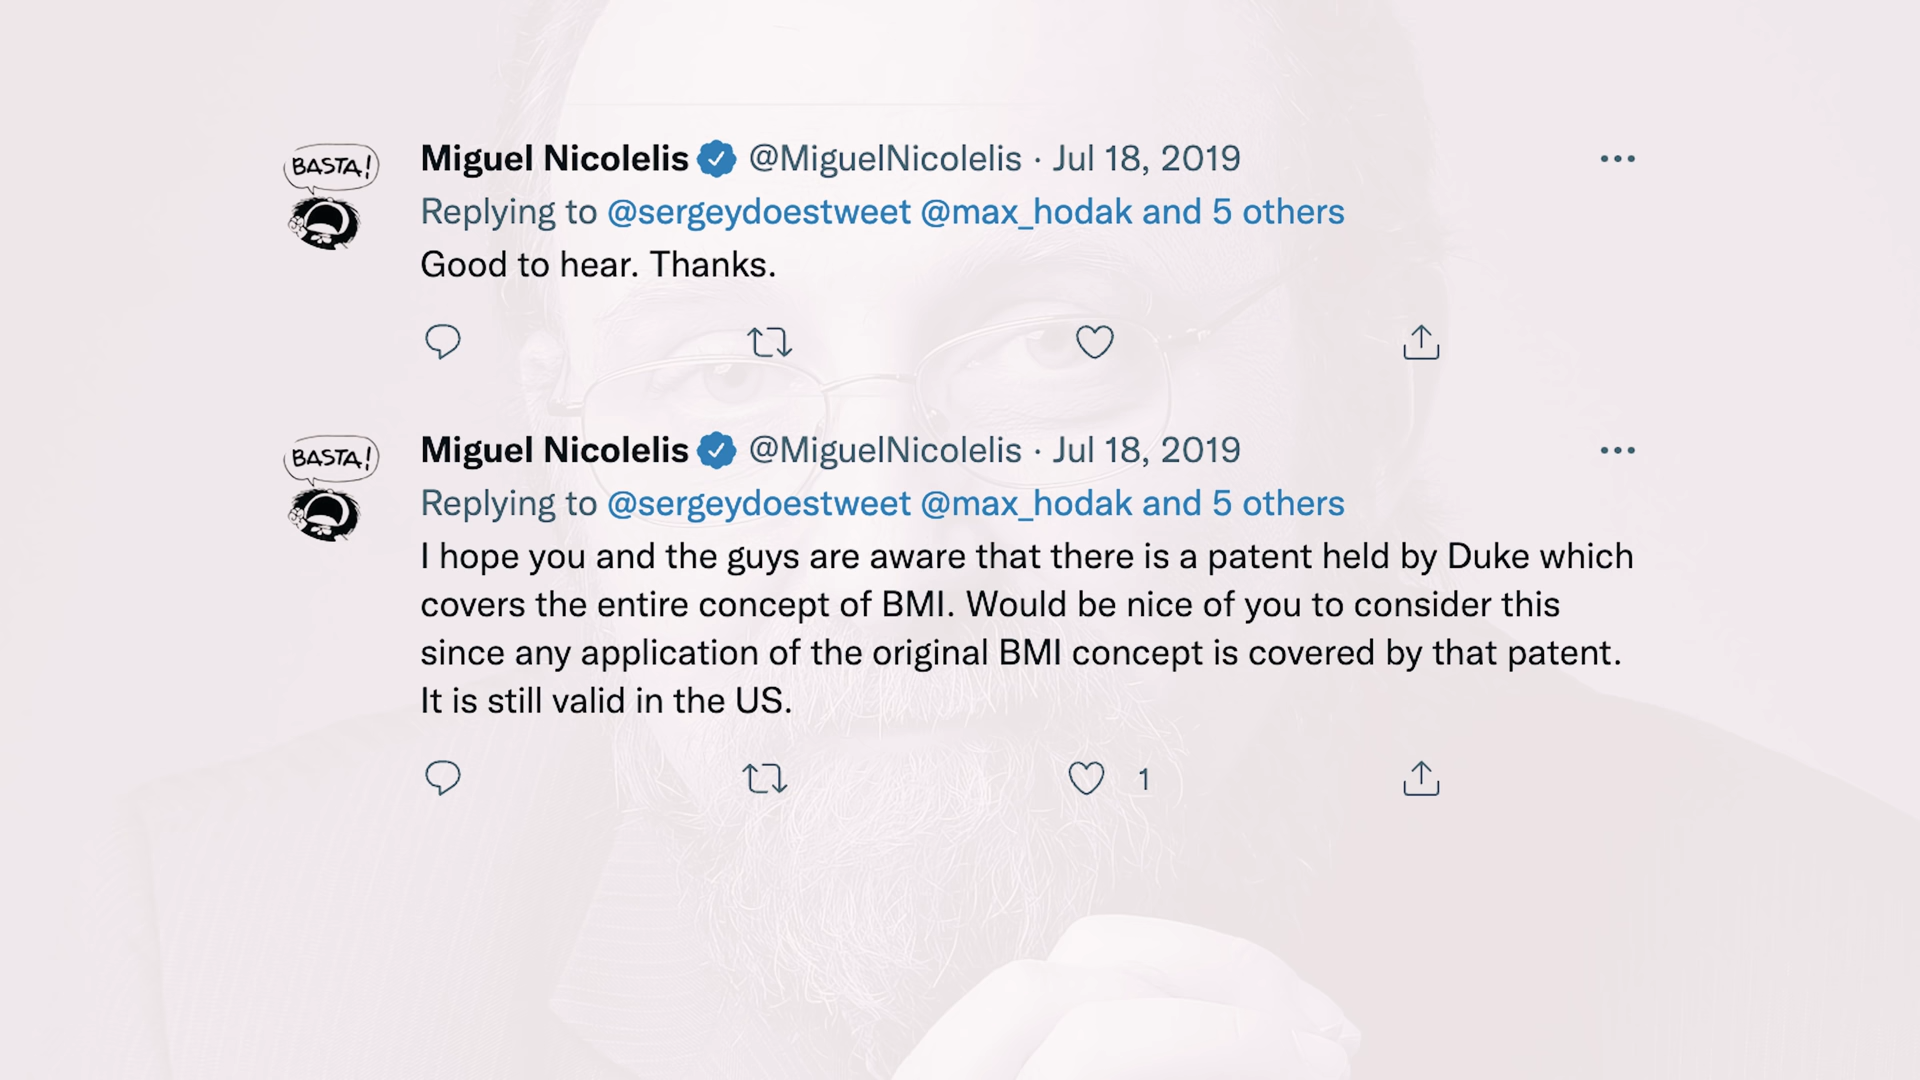 BASTA!
Miguel Nicolelis @MiguelNicolelis · Jul 18, 2019
Replying to @sergeydoestweet @max_hodak and 5 others
Good to hear. Thanks.
BASTA!
Miguel Nicolelis @MiguelNicolelis · Jul 18, 2019
Replying to @sergeydoestweet @max_hodak and 5 others
I hope you and the guys are aware that there is a patent held by Duke which
covers the entire concept of BMI. Would be nice of you to consider this
since any application of the original BMI concept is covered by that patent.
It is still valid in the US.
1